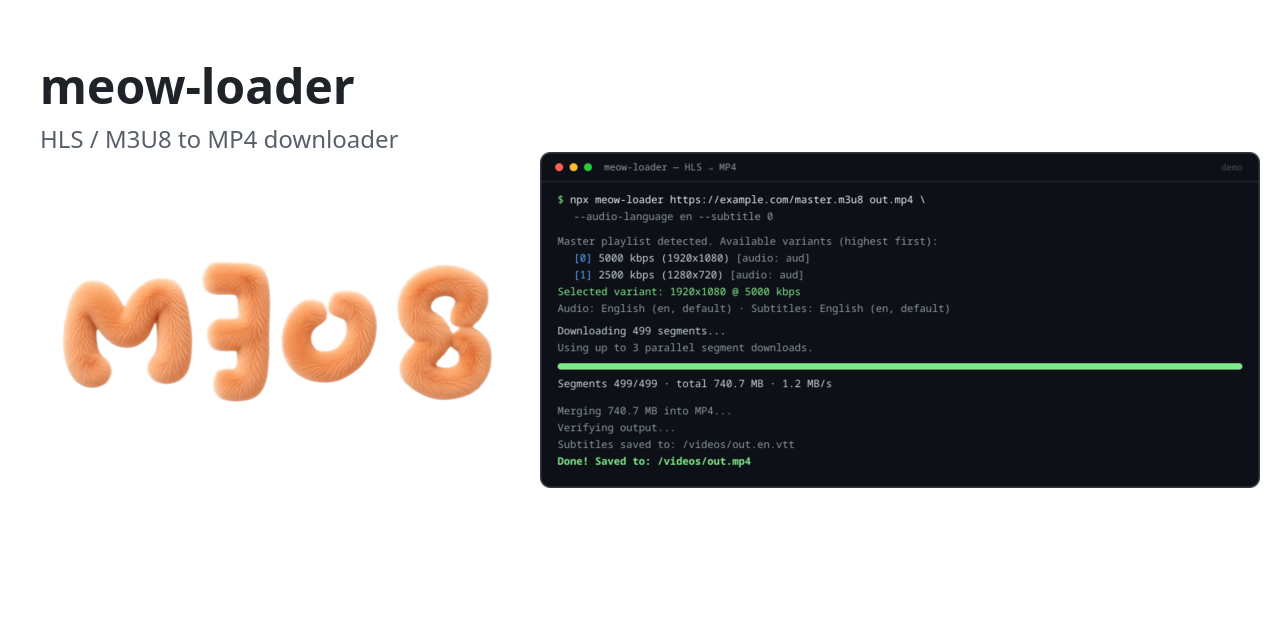 meow-loader
HLS / M3U8 to MP4 downloader
M3U8
meow-loader — HLS → MP4
demo
$ npx meow-loader https://example.com/master.m3u8 out.mp4 \
--audio-language en --subtitle 0
Master playlist detected. Available variants (highest first):
[0] 5000 kbps (1920x1080) [audio: aud]
[1] 2500 kbps (1280x720) [audio: aud]
Selected variant: 1920x1080 @ 5000 kbps
Audio: English (en, default) · Subtitles: English (en, default)
Downloading 499 segments...
Using up to 3 parallel segment downloads.
Segments 499/499 · total 740.7 MB · 1.2 MB/s
Merging 740.7 MB into MP4...
Verifying output...
Subtitles saved to: /videos/out.en.vtt
Done! Saved to: /videos/out.mp4